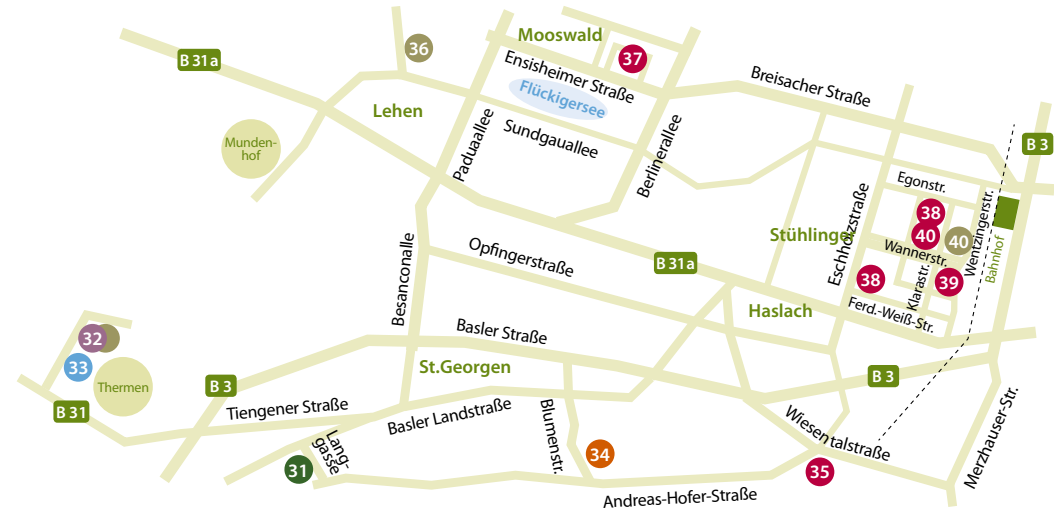 Mooswald
36
37
B 31a
Ensisheimer Straße
Breisacher Straße
Flückigersee
Lehen
Sundgauallee
B 3
Munden-
hof
Paduaallee
Berlinerallee
Egonstr.
38
Wentzingerstr.
Eschholzstraße
Stühlinger
40
40
Wannerstr.
Bahnhof
Opfingerstraße
B 31a
38
Klarastr.
39
Besanconalle
Haslach
Ferd.-Weiß-Str.
Basler Straße
32
33
St.Georgen
Thermen
B 3
B 3
B 31
Tiengener Straße
Basler Landstraße
Blumenstr.
Wiesentalstraße
Merzhauser-Str.
Lang-
gasse
31
34
35
Andreas-Hofer-Straße